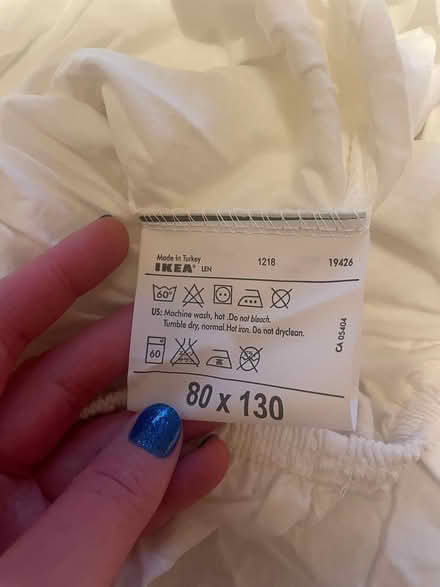 Made in Turkey
IKEA® LEN 1218 19426
60°
US: Machine wash, hot .Do not bleach.
Tumble dry, normal.Hot iron. Do not dryclean.
CA 05404
60
80 x 130